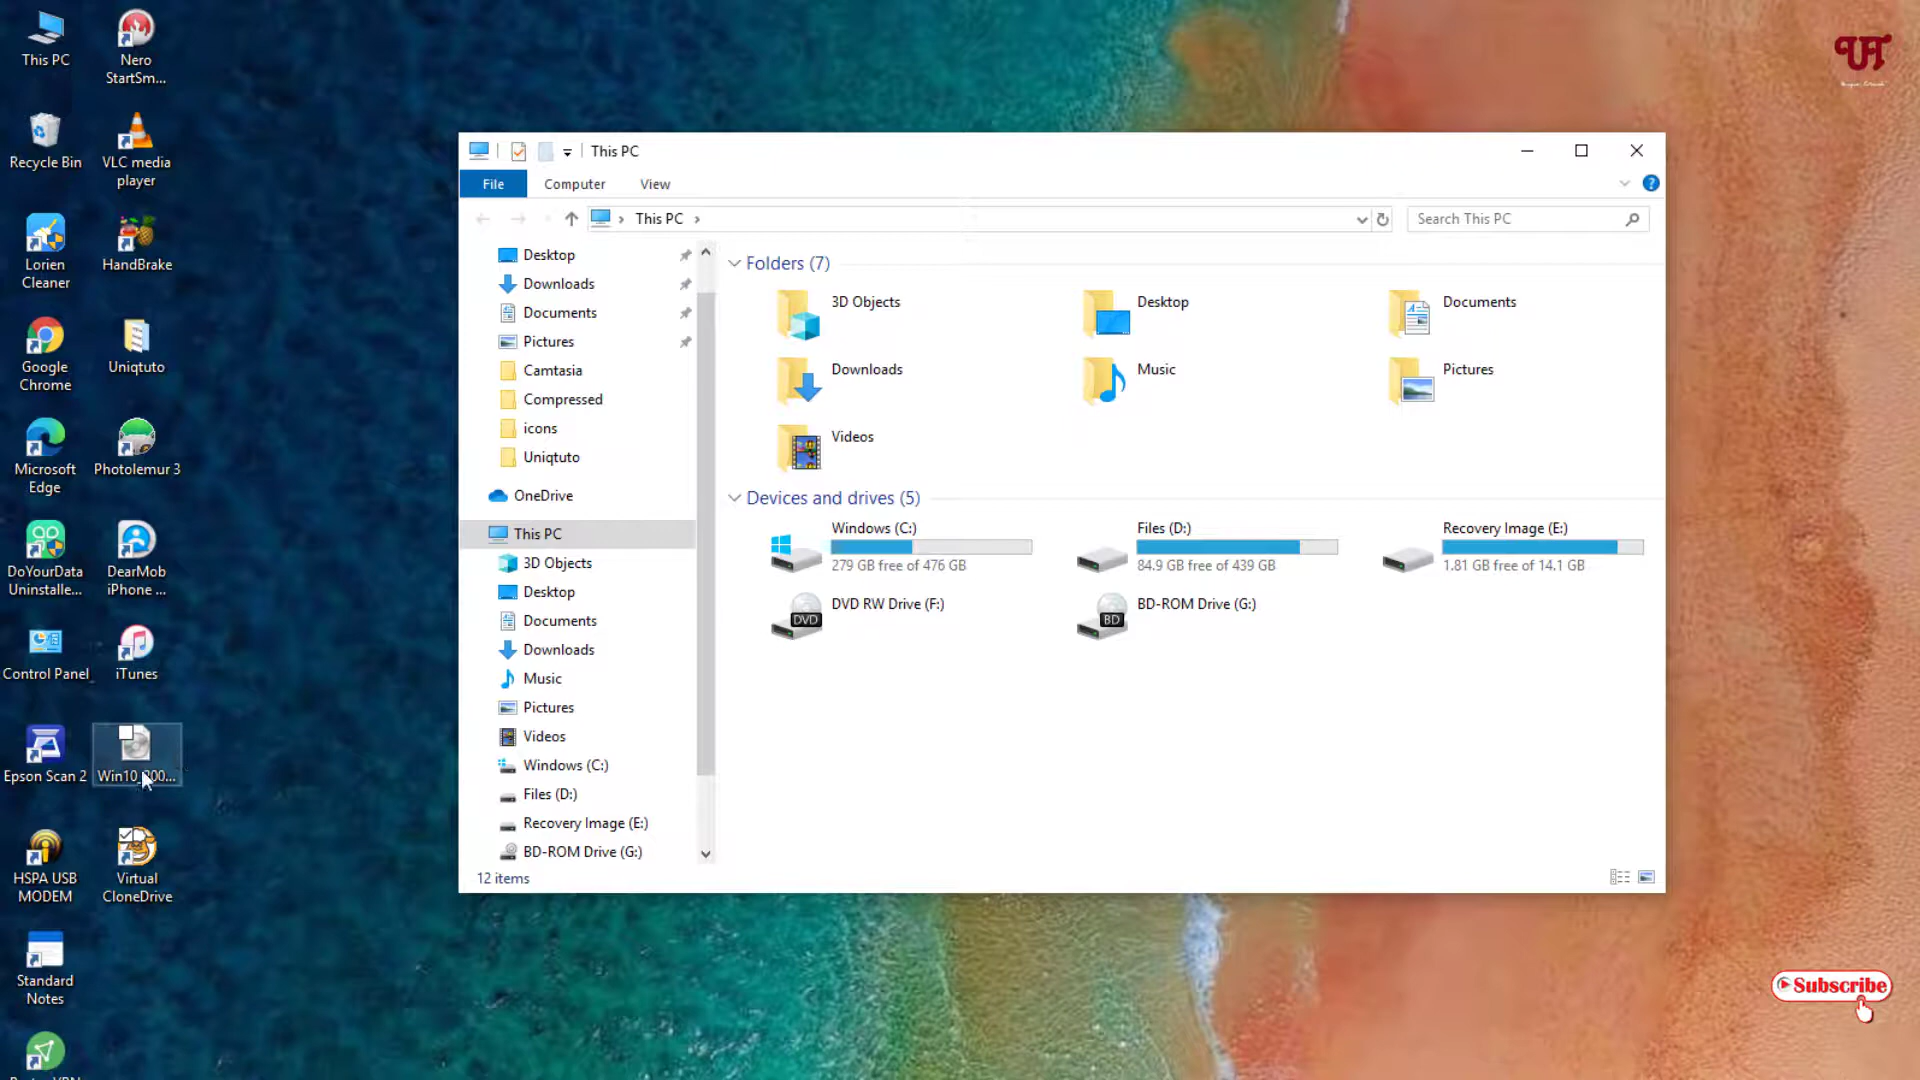 This PC
Nero
StartSm...
Recycle Bin
VLC media
player
Lorien
Cleaner
HandBrake
Google
Chrome
Uniqtuto
Microsoft
Edge
Photolemur 3
DoYourData
Uninstalle...
DearMob
iPhone ...
Control Panel
iTunes
Epson Scan 2
HSPA USB
MODEM
Virtual
CloneDrive
Standard
Notes
This PC
File
Computer
View
This PC
Search This PC
Desktop
Downloads
Documents
Pictures
Camtasia
Compressed
icons
Uniqtuto
OneDrive
This PC
3D Objects
Desktop
Documents
Downloads
Music
Pictures
Videos
Windows (C:)
Files (D:)
Recovery Image (E:)
BD-ROM Drive (G:)
Folders (7)
3D Objects
Desktop
Documents
Downloads
Music
Pictures
Videos
Devices and drives (5)
Windows (C:)
279 GB free of 476 GB
Files (D:)
84.9 GB free of 439 GB
Recovery Image (E:)
1.81 GB free of 14.1 GB
DVD
DVD RW Drive (F:)
BD
BD-ROM Drive (G:)
12 items
UT
Subscribe